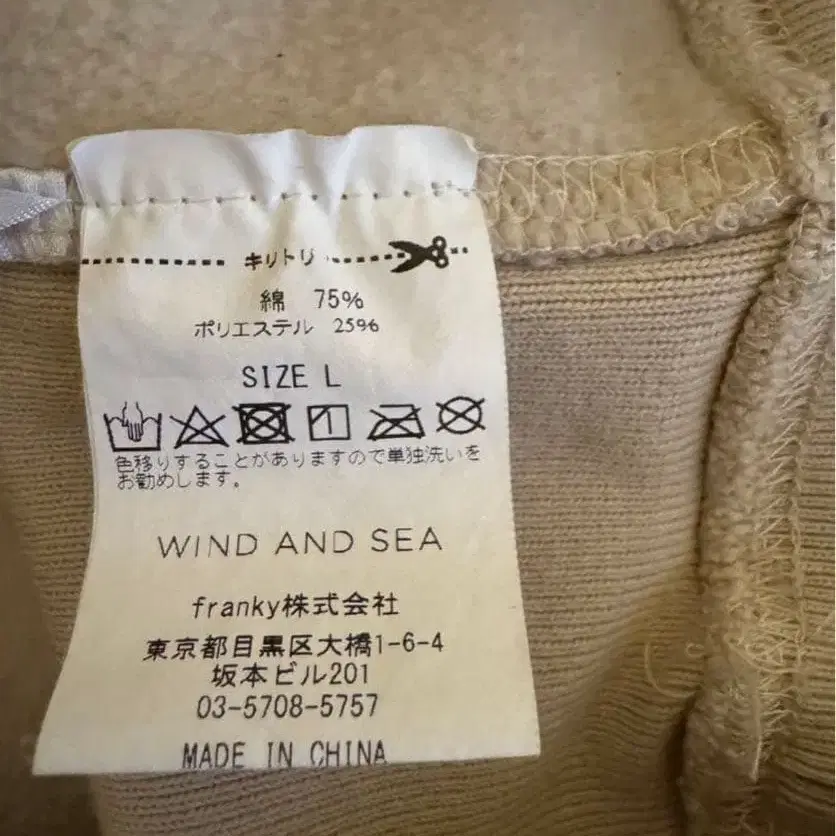 キリトリ
綿 75%
ポリエステル 25%
SIZE L
色移りすることがありますので単独洗いを
お勧めします。
WIND AND SEA
franky株式会社
東京都目黒区大橋1-6-4
坂本ビル201
03-5708-5757
MADE IN CHINA